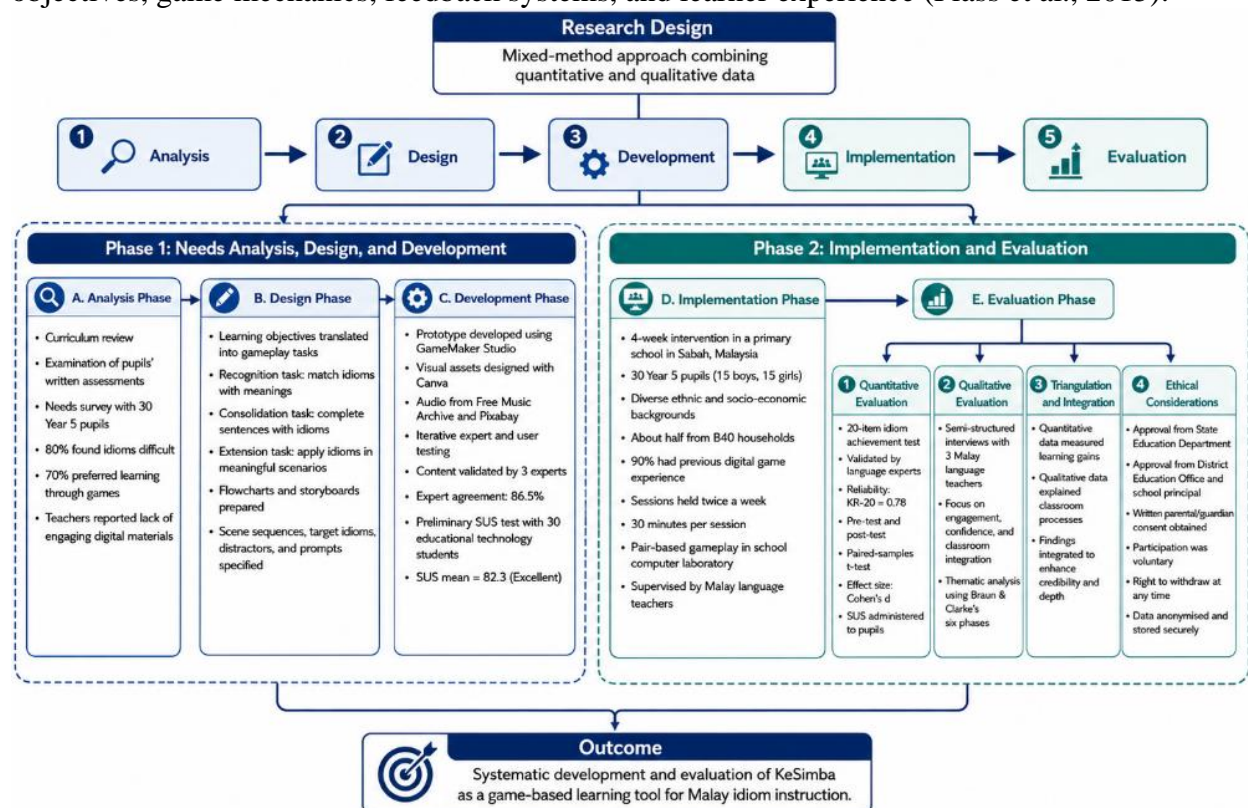 objectives, game mechanics, feedback systems, and learner experience (Plass et al., 2015).
Research Design
Mixed-method approach combining
quantitative and qualitative data
1
Analysis
2
Design
3
Development
4
Implementation
5
Evaluation
Phase 1: Needs Analysis, Design, and Development
A. Analysis Phase
• Curriculum review
• Examination of pupils'
written assessments
• Needs survey with 30
Year 5 pupils
• 80% found idioms difficult
• 70% preferred learning
through games
• Teachers reported lack of
engaging digital materials
B. Design Phase
• Learning objectives translated
into gameplay tasks
• Recognition task: match idioms
with meanings
• Consolidation task: complete
sentences with idioms
• Extension task: apply idioms in
meaningful scenarios
• Flowcharts and storyboards
prepared
• Scene sequences, target idioms,
distractors, and prompts
specified
C. Development Phase
• Prototype developed using
GameMaker Studio
• Visual assets designed with
Canva
• Audio from Free Music
Archive and Pixabay
• Iterative expert and user
testing
• Content validated by 3 experts
• Expert agreement: 86.5%
• Preliminary SUS test with 30
educational technology
students
• SUS mean = 82.3 (Excellent)
Phase 2: Implementation and Evaluation
D. Implementation Phase
• 4-week intervention in a primary
school in Sabah, Malaysia
• 30 Year 5 pupils (15 boys, 15 girls)
• Diverse ethnic and socio-economic
backgrounds
• About half from B40 households
• 90% had previous digital game
experience
• Sessions held twice a week
• 30 minutes per session
• Pair-based gameplay in school
computer laboratory
• Supervised by Malay language
teachers
E. Evaluation Phase
1 Quantitative
Evaluation
• 20-item idiom
achievement test
• Validated by
language experts
• Reliability:
KR-20 = 0.78
• Pre-test and
post-test
• Paired-samples
t-test
• Effect size:
Cohen's d
• SUS administered
to pupils
2 Qualitative
Evaluation
• Semi-structured
interviews with
3 Malay
language
teachers
• Focus on
engagement,
confidence, and
classroom
integration
• Thematic analysis
using Braun &
Clarke's
six phases
3 Triangulation
and Integration
• Quantitative
data measured
learning gains
• Qualitative data
explained
classroom
processes
• Findings
integrated to
enhance
credibility and
depth
4 Ethical
Considerations
• Approval from State
Education Department
• Approval from District
Education Office and
school principal
• Written parental/guardian
consent obtained
• Participation was
voluntary
• Right to withdraw at
any time
• Data anonymised and
stored securely
Outcome
Systematic development and evaluation of KeSimba
as a game-based learning tool for Malay idiom instruction.